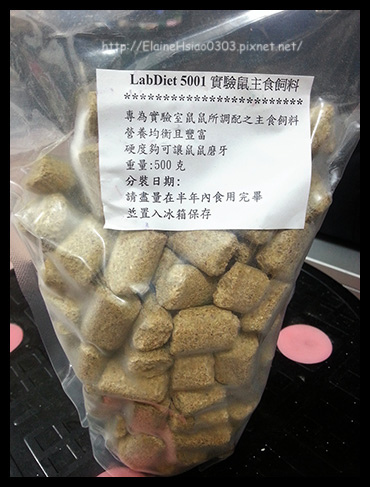 http://ElaineHsiao0303.pixnet.net/
LabDiet 5001 實驗鼠主食飼料
************************
專為實驗室鼠鼠所調配之主食飼料
營養均衡且豐富
硬度夠可讓鼠鼠磨牙
重量:500克
分裝日期:
請盡量在半年內食用完畢
並置入冰箱保存